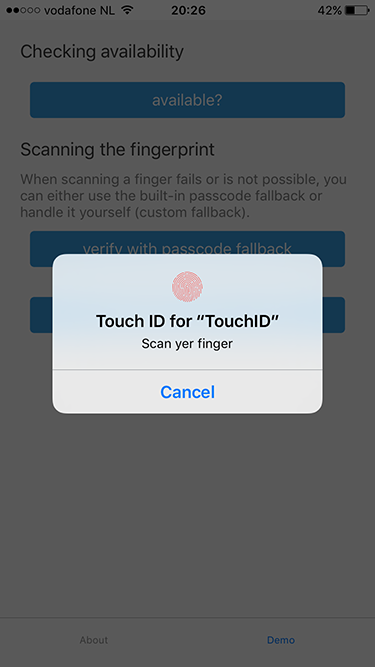 vodafone NL 20:26 42%
Checking availability
available?
Scanning the fingerprint
When scanning a finger fails or is not possible, you
can either use the built-in passcode fallback or
handle it yourself (custom fallback).
verify with passcode fallback
Touch ID for “TouchID”
Scan yer finger
Cancel
About Demo